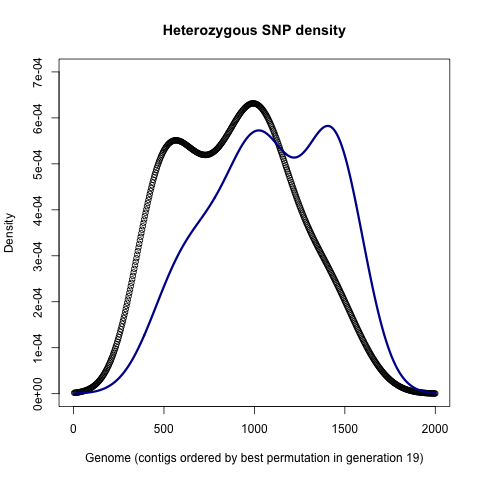 Heterozygous SNP density
Density
7e-04
6e-04
5e-04
4e-04
3e-04
2e-04
1e-04
0e+00
0 500 1000 1500 2000
Genome (contigs ordered by best permutation in generation 19)